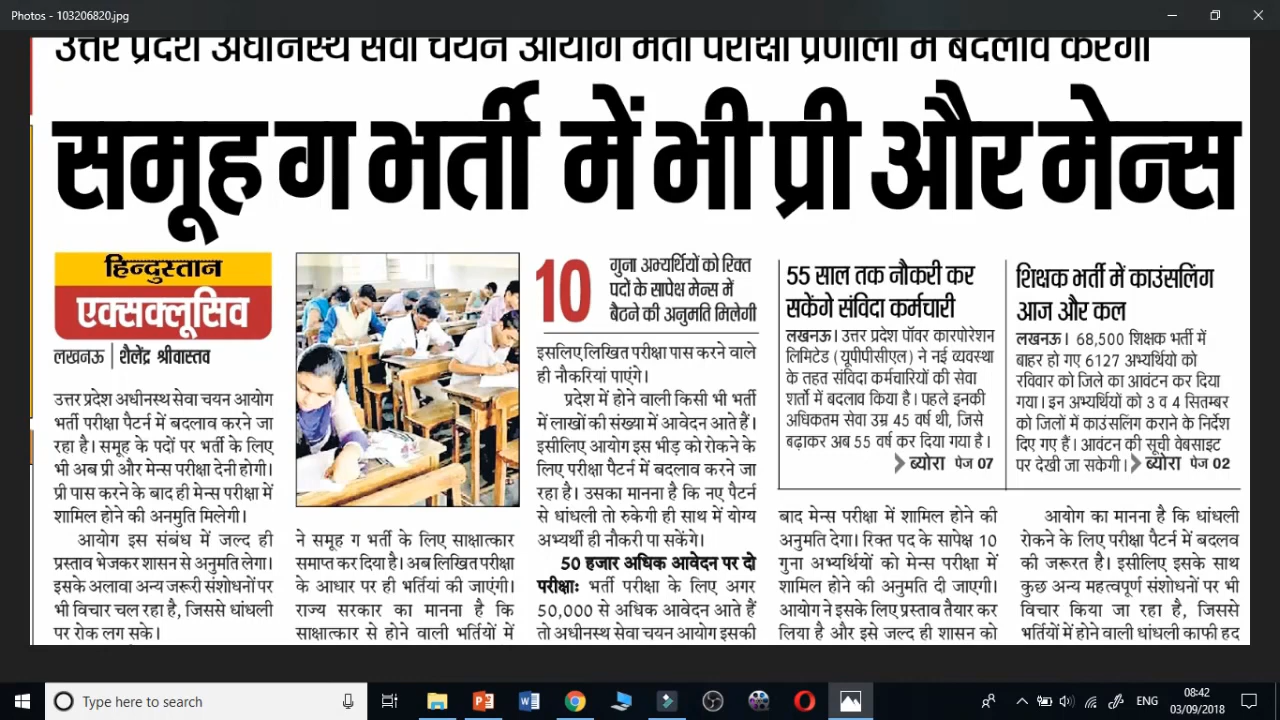 Photos - 103206820.jpg
उत्तर प्रदेश अधीनस्थ सेवा चयन आयोग भर्ती परीक्षा प्रणाली में बदलाव करेगा
समूह ग भर्ती में भी प्री और मेन्स
हिन्दुस्तान
एक्सक्लूसिव
लखनऊ | शैलेंद्र श्रीवास्तव
उत्तर प्रदेश अधीनस्थ सेवा चयन आयोग
भर्ती परीक्षा पैटर्न में बदलाव करने जा
रहा है। समूह के पदों पर भर्ती के लिए
भी अब प्री और मेन्स परीक्षा देनी होगी।
प्री पास करने के बाद ही मेन्स परीक्षा में
शामिल होने की अनमुति मिलेगी।
आयोग इस संबंध में जल्द ही
प्रस्ताव भेजकर शासन से अनुमति लेगा।
इसके अलावा अन्य जरूरी संशोधनों पर
भी विचार चल रहा है, जिससे धांधली
पर रोक लग सके।
ने समूह ग भर्ती के लिए साक्षात्कार
समाप्त कर दिया है। अब लिखित परीक्षा
के आधार पर ही भर्तियां की जाएंगी।
राज्य सरकार का मानना है कि
साक्षात्कार से होने वाली भर्तियों में
10
गुना अभ्यर्थियों को रिक्त
पदों के सापेक्ष मेन्स में
बैठने की अनुमति मिलेगी
इसलिए लिखित परीक्षा पास करने वाले
ही नौकरियां पाएंगे।
प्रदेश में होने वाली किसी भी भर्ती
में लाखों की संख्या में आवेदन आते हैं।
इसीलिए आयोग इस भीड़ को रोकने के
लिए परीक्षा पैटर्न में बदलाव करने जा
रहा है। उसका मानना है कि नए पैटर्न
से धांधली तो रुकेगी ही साथ में योग्य
अभ्यर्थी ही नौकरी पा सकेंगे।
50 हजार अधिक आवेदन पर दो
परीक्षाः भर्ती परीक्षा के लिए अगर
50,000 से अधिक आवेदन आते हैं
तो अधीनस्थ सेवा चयन आयोग इसकी
55 साल तक नौकरी कर
सकेंगे संविदा कर्मचारी
लखनऊ। उत्तर प्रदेश पॉवर कारपोरेशन
लिमिटेड (यूपीपीसीएल) ने नई व्यवस्था
के तहत संविदा कर्मचारियों की सेवा
शर्तो में बदलाव किया है। पहले इनकी
अधिकतम सेवा उम्र 45 वर्ष थी, जिसे
बढ़ाकर अब 55 वर्ष कर दिया गया है।
ब्योरा पेज 07
शिक्षक भर्ती में काउंसलिंग
आज और कल
लखनऊ। 68,500 शिक्षक भर्ती में
बाहर हो गए 6127 अभ्यर्थियो को
रविवार को जिले का आवंटन कर दिया
गया। इन अभ्यर्थियों को 3 व 4 सितम्बर
को जिलों में काउंसलिंग कराने के निर्देश
दिए गए हैं। आवंटन की सूची वेबसाइट
पर देखी जा सकेगी। ब्योरा पेज 02
बाद मेन्स परीक्षा में शामिल होने की
अनुमति देगा। रिक्त पद के सापेक्ष 10
गुना अभ्यर्थियों को मेन्स परीक्षा में
शामिल होने की अनुमति दी जाएगी।
आयोग ने इसके लिए प्रस्ताव तैयार कर
लिया है और इसे जल्द ही शासन को
आयोग का मानना है कि धांधली
रोकने के लिए परीक्षा पैटर्न में बदलव
की जरूरत है। इसीलिए इसके साथ
कुछ अन्य महत्वपूर्ण संशोधनों पर भी
विचार किया जा रहा है, जिससे
भर्तियों में होने वाली धांधली काफी हद
Type here to search
ENG
08:42
03/09/2018